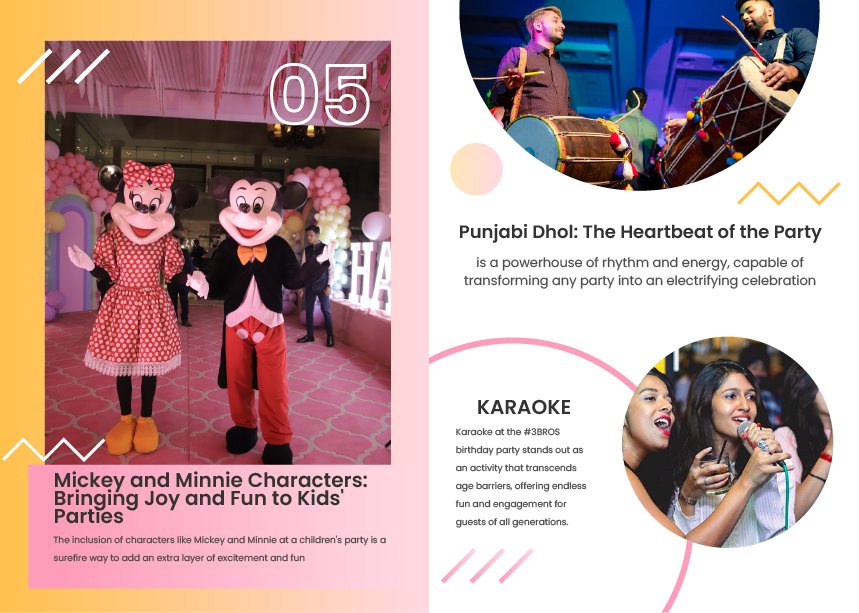 05
HA
Mickey and Minnie Characters:
Bringing Joy and Fun to Kids'
Parties
The inclusion of characters like Mickey and Minnie at a children's party is a
surefire way to add an extra layer of excitement and fun
Punjabi Dhol: The Heartbeat of the Party
is a powerhouse of rhythm and energy, capable of
transforming any party into an electrifying celebration
KARAOKE
Karaoke at the #3BROS
birthday party stands out as
an activity that transcends
age barriers, offering endless
fun and engagement for
guests of all generations.